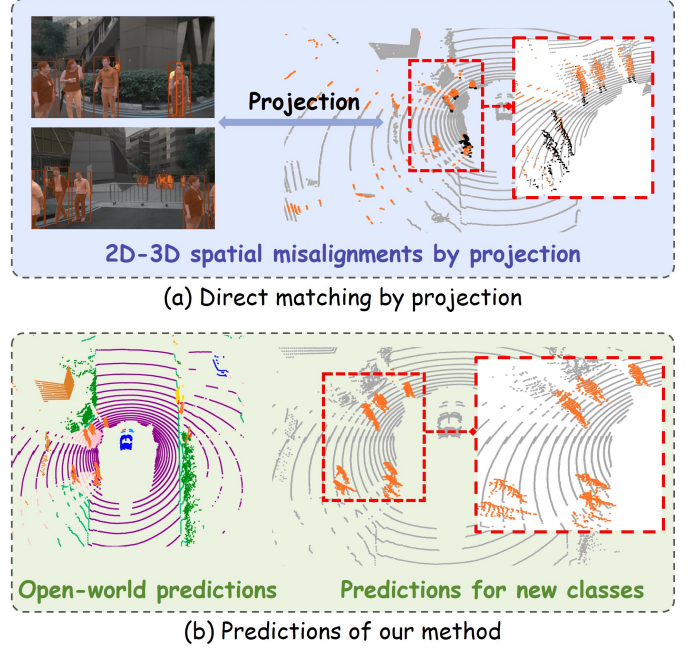 Projection
2D-3D spatial misalignments by projection
(a) Direct matching by projection
Open-world predictions
Predictions for new classes
(b) Predictions of our method